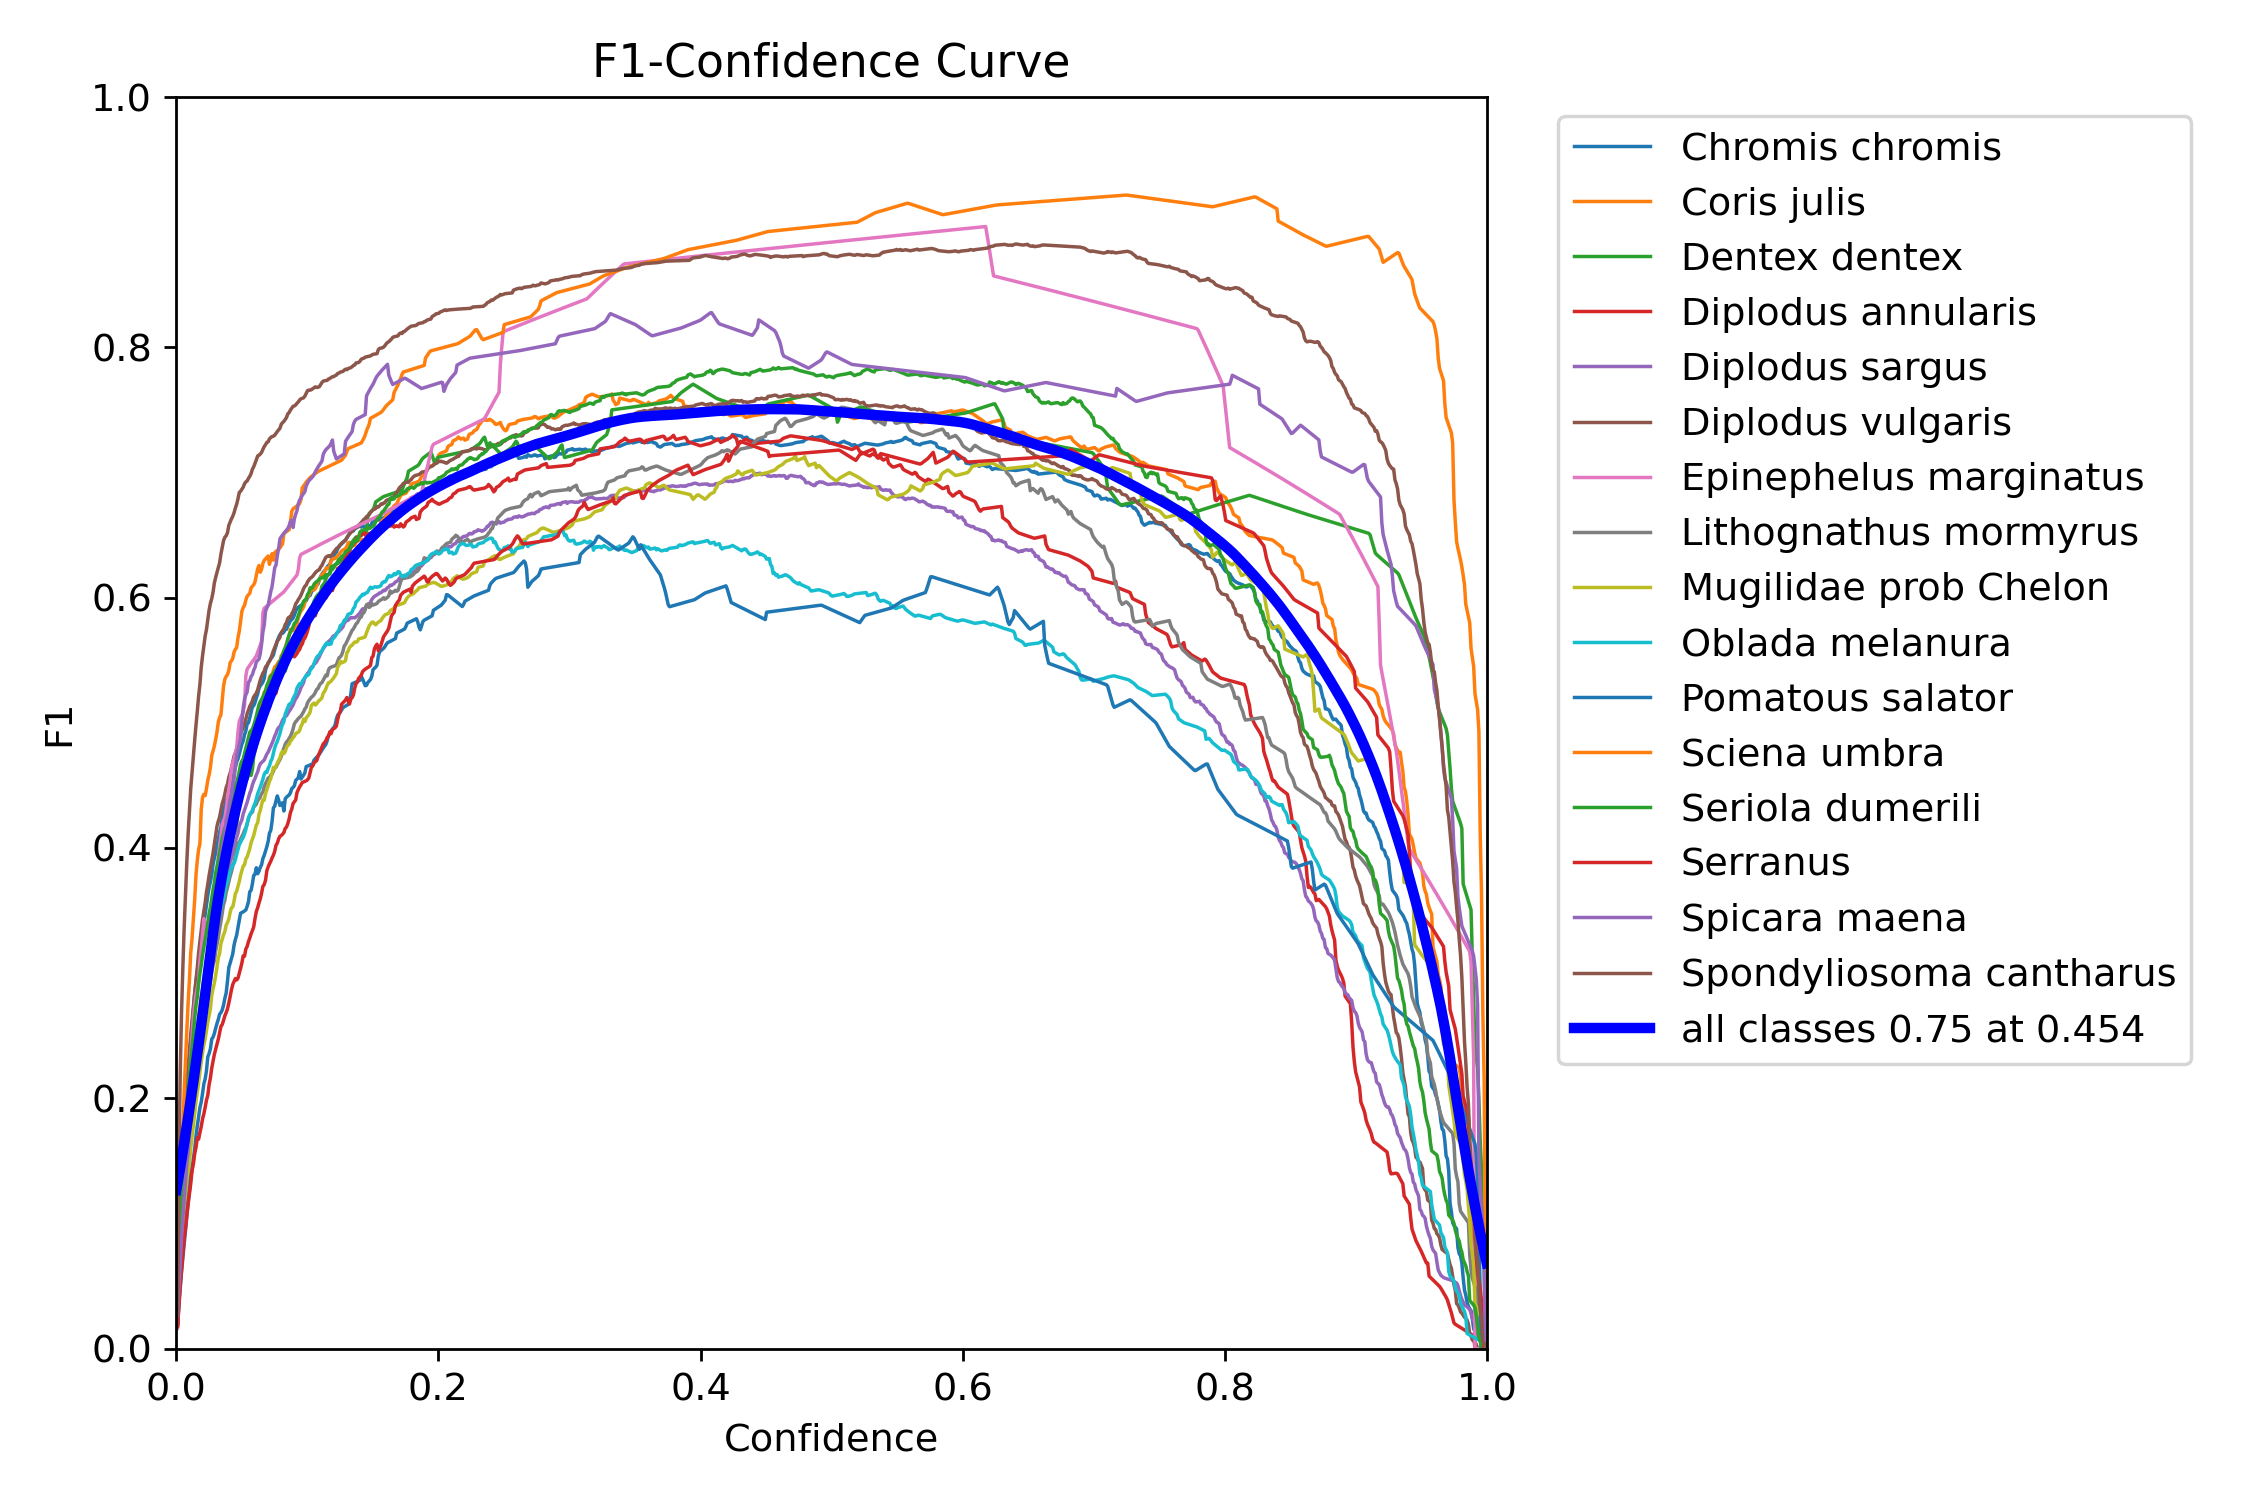 F1-Confidence Curve
1.0
0.8
0.6
0.4
0.2
0.0
F1
0.0 0.2 0.4 0.6 0.8 1.0
Confidence
Chromis chromis
Coris julis
Dentex dentex
Diplodus annularis
Diplodus sargus
Diplodus vulgaris
Epinephelus marginatus
Lithognathus mormyrus
Mugilidae prob Chelon
Oblada melanura
Pomatous salator
Sciena umbra
Seriola dumerili
Serranus
Spicara maena
Spondyliosoma cantharus
all classes 0.75 at 0.454